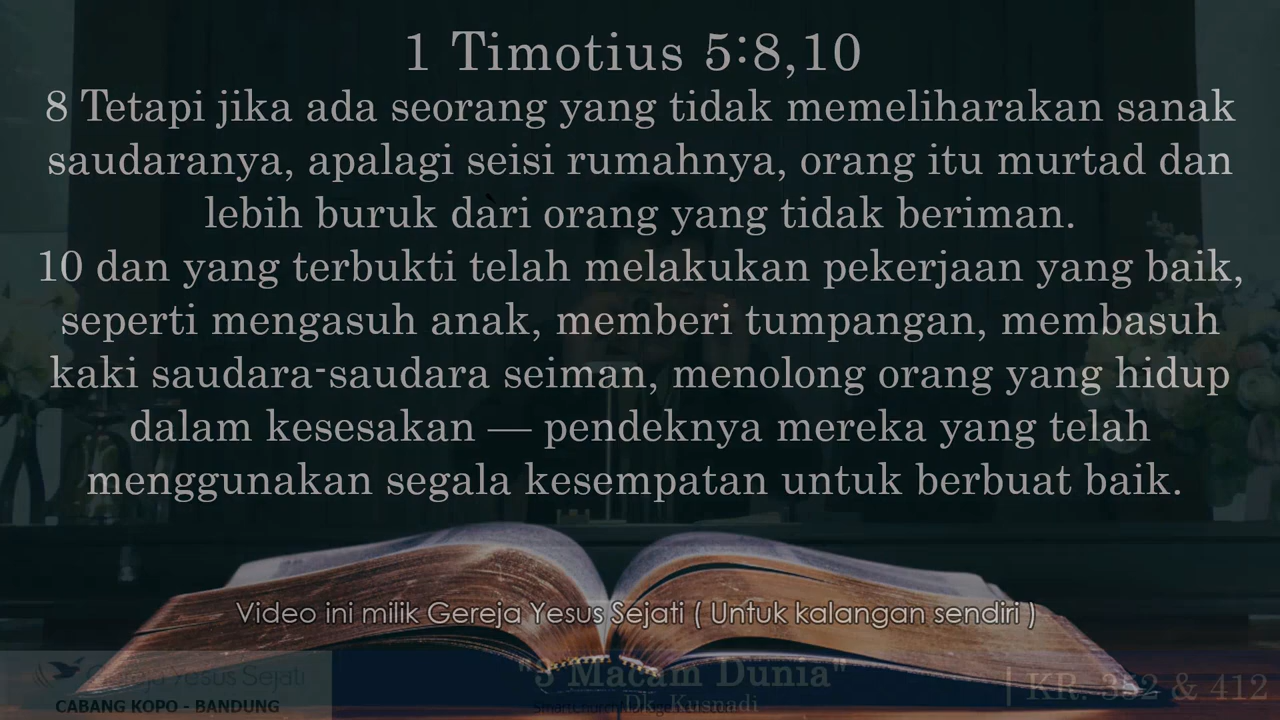 1 Timotius 5:8,10
8 Tetapi jika ada seorang yang tidak memeliharakan sanak
saudaranya, apalagi seisi rumahnya, orang itu murtad dan
lebih buruk dari orang yang tidak beriman.
10 dan yang terbukti telah melakukan pekerjaan yang baik,
seperti mengasuh anak, memberi tumpangan, membasuh
kaki saudara-saudara seiman, menolong orang yang hidup
dalam kesesakan — pendeknya mereka yang telah
menggunakan segala kesempatan untuk berbuat baik.
Video ini milik Gereja Yesus Sejati ( Untuk kalangan sendiri )
Gereja Yesus Sejati
CABANG KOPO - BANDUNG
"3 Macam Dunia"
Dk. Kusnadi
| KR. 352 & 412